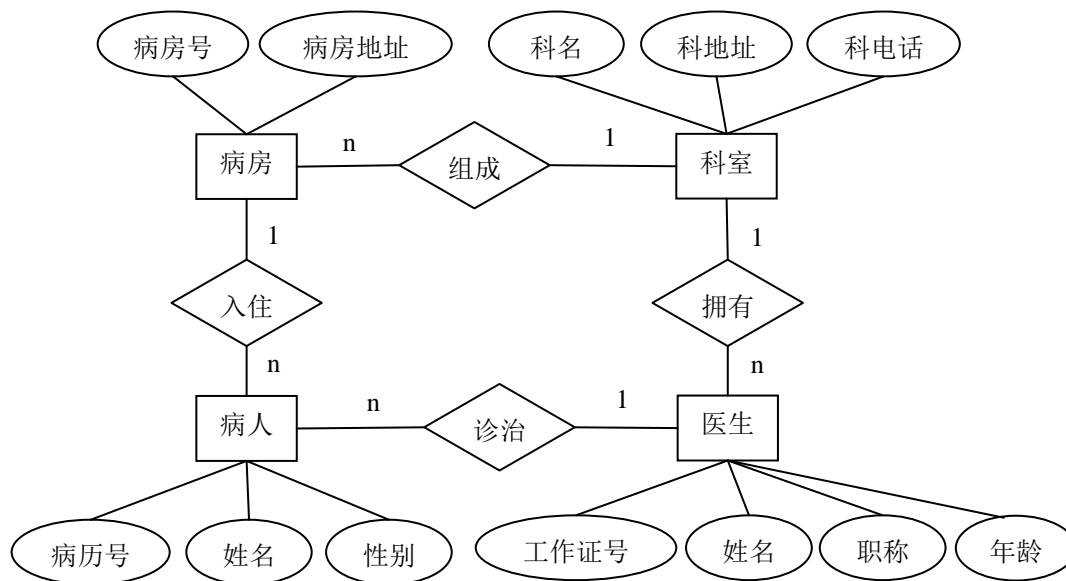 病房号 病房地址 科名 科地址 科电话
病房 n 组成 1 科室
1 1
入住 拥有
n n
病人 n 诊治 1 医生
病历号 姓名 性别 工作证号 姓名 职称 年龄